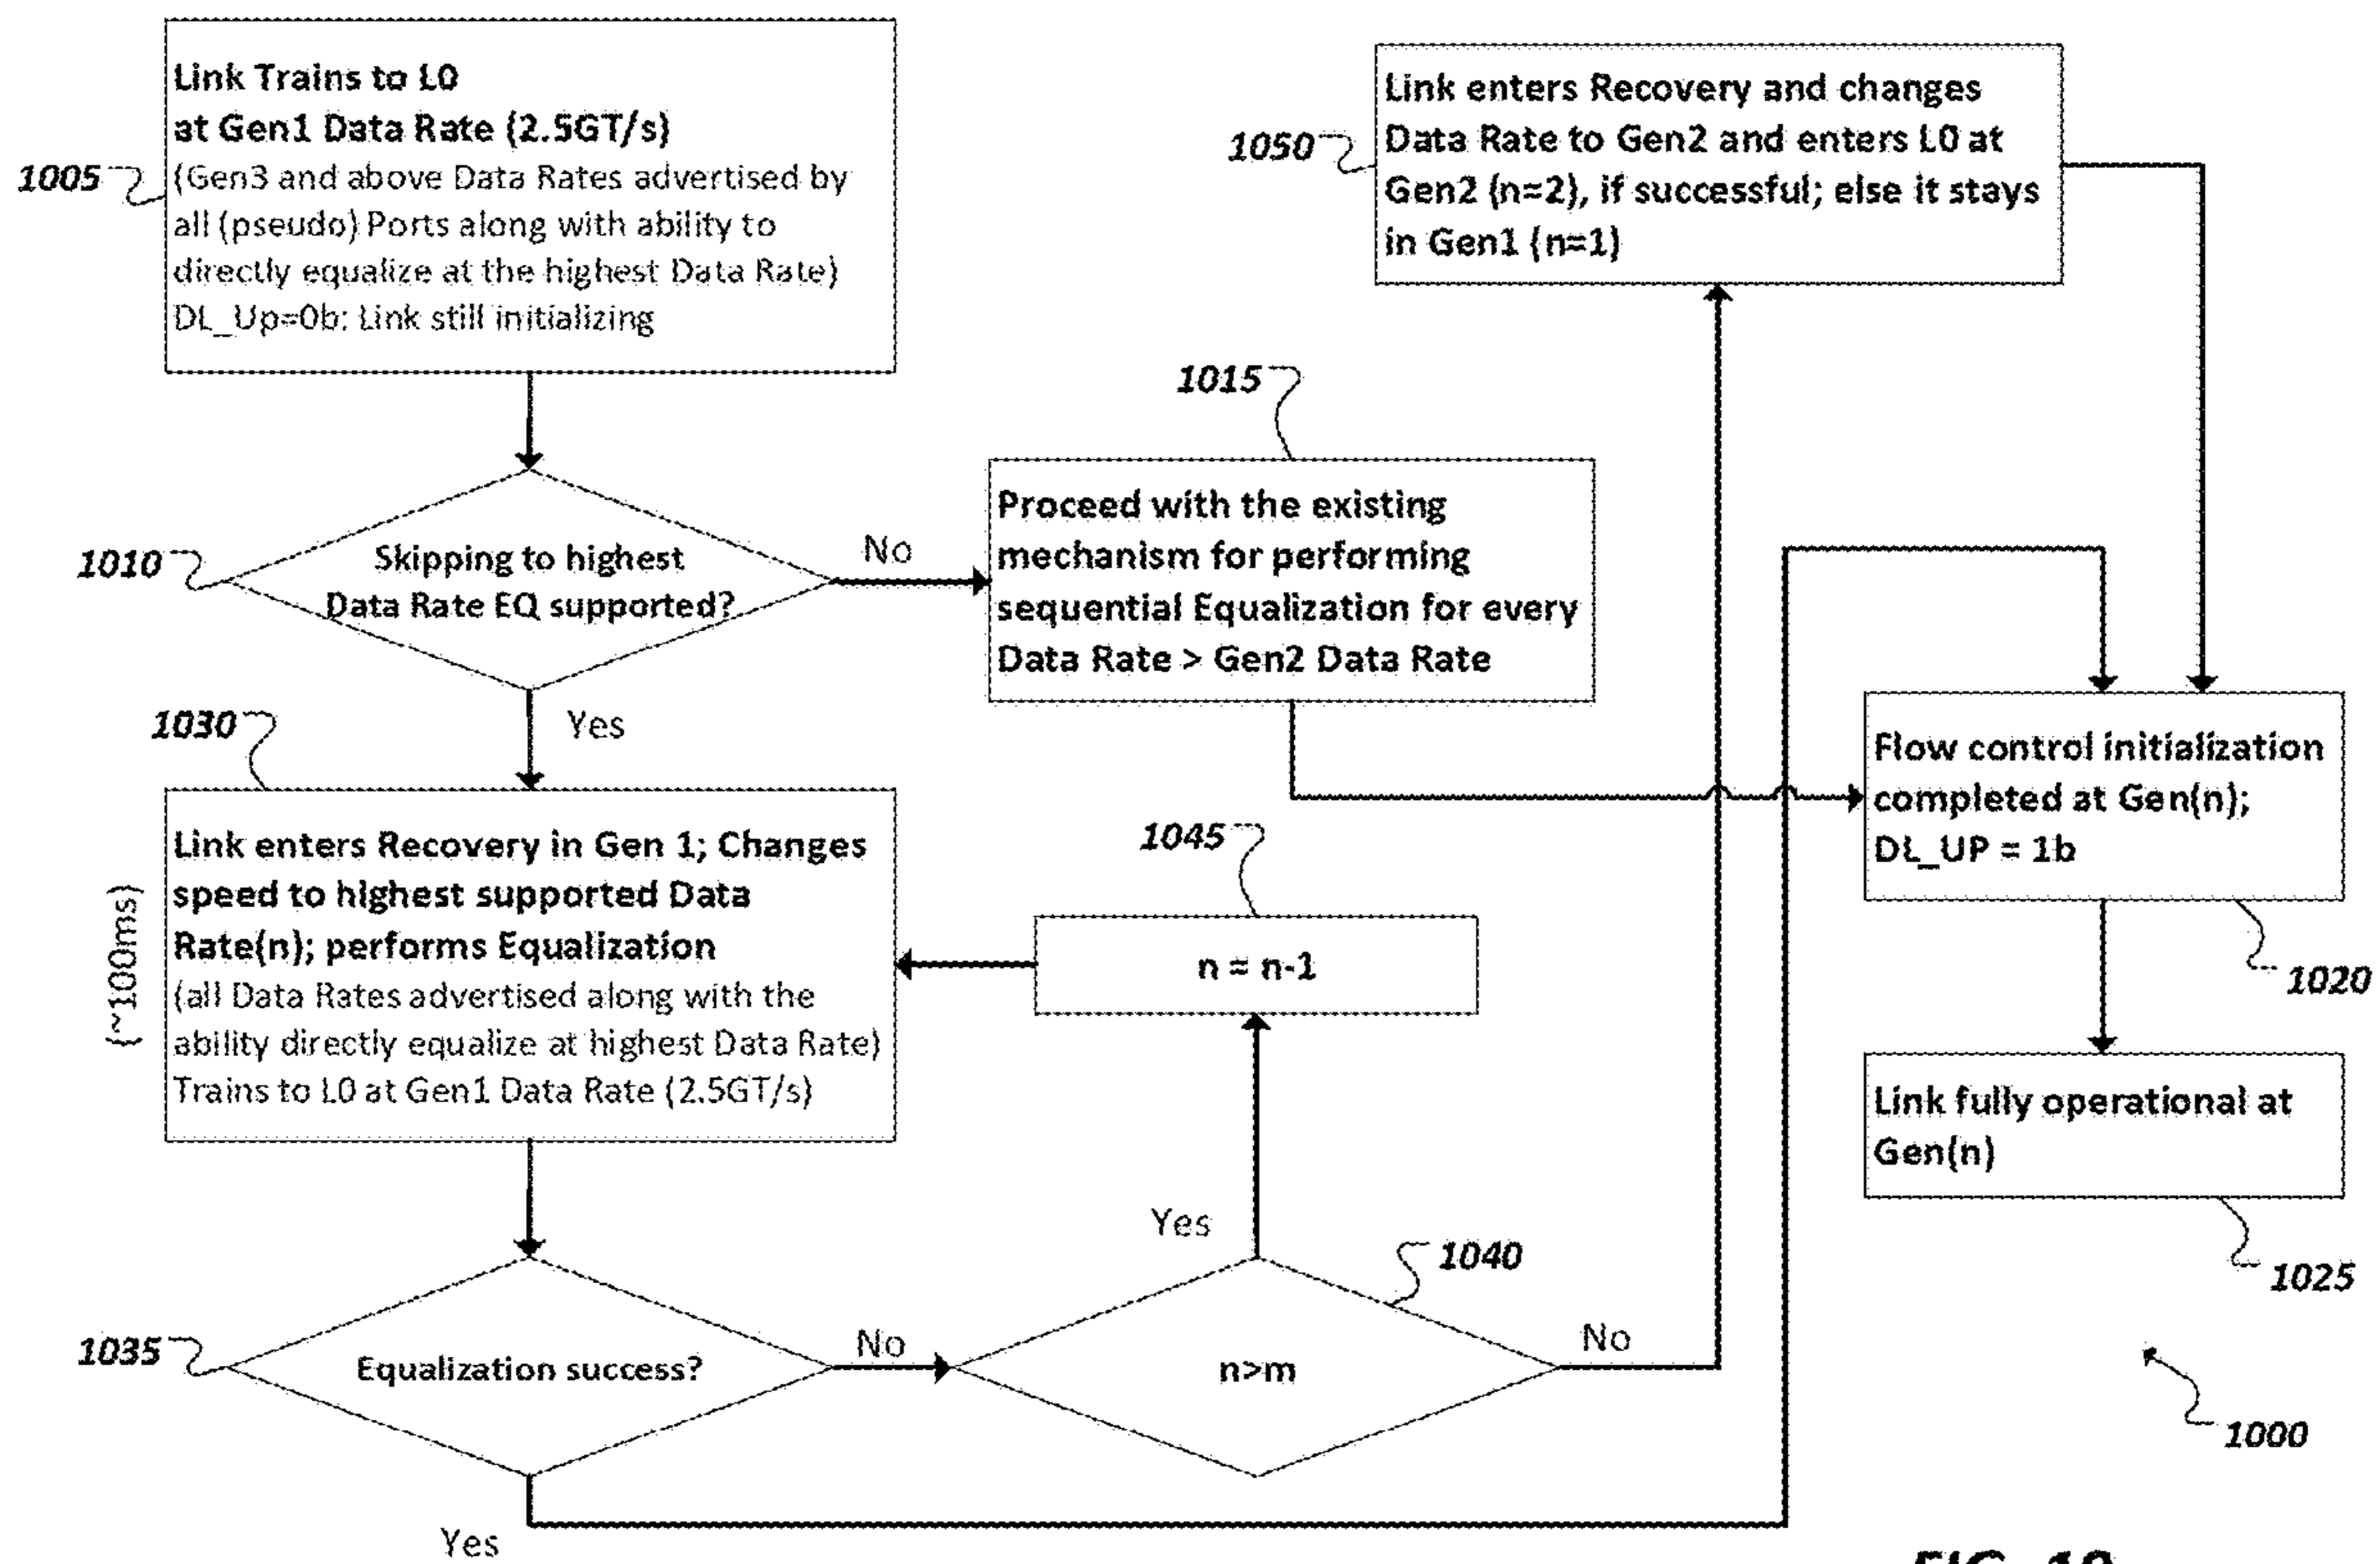 Link Trains to L0
at Gen1 Data Rate (2.5GT/s)
(Gen3 and above Data Rates advertised by
all (pseudo) Ports along with ability to
directly equalize at the highest Data Rate)
DL_Up=0b: Link still initializing
1005
Link enters Recovery and changes
Data Rate to Gen2 and enters L0 at
Gen2 (n=2), if successful; else it stays
in Gen1 (n=1)
1050
1010
Skipping to highest
Data Rate EQ supported?
No
Yes
1015
Proceed with the existing
mechanism for performing
sequential Equalization for every
Data Rate > Gen2 Data Rate
Flow control initialization
completed at Gen(n);
DL_UP = 1b
1020
1030
Link enters Recovery in Gen 1; Changes
speed to highest supported Data
Rate(n); performs Equalization
(all Data Rates advertised along with the
ability directly equalize at highest Data Rate)
Trains to L0 at Gen1 Data Rate (2.5GT/s)
(~100ms)
1045
n = n-1
Link fully operational at
Gen(n)
1025
1035
Equalization success?
No
Yes
1040
n>m
Yes
No
1000
FIG. 10